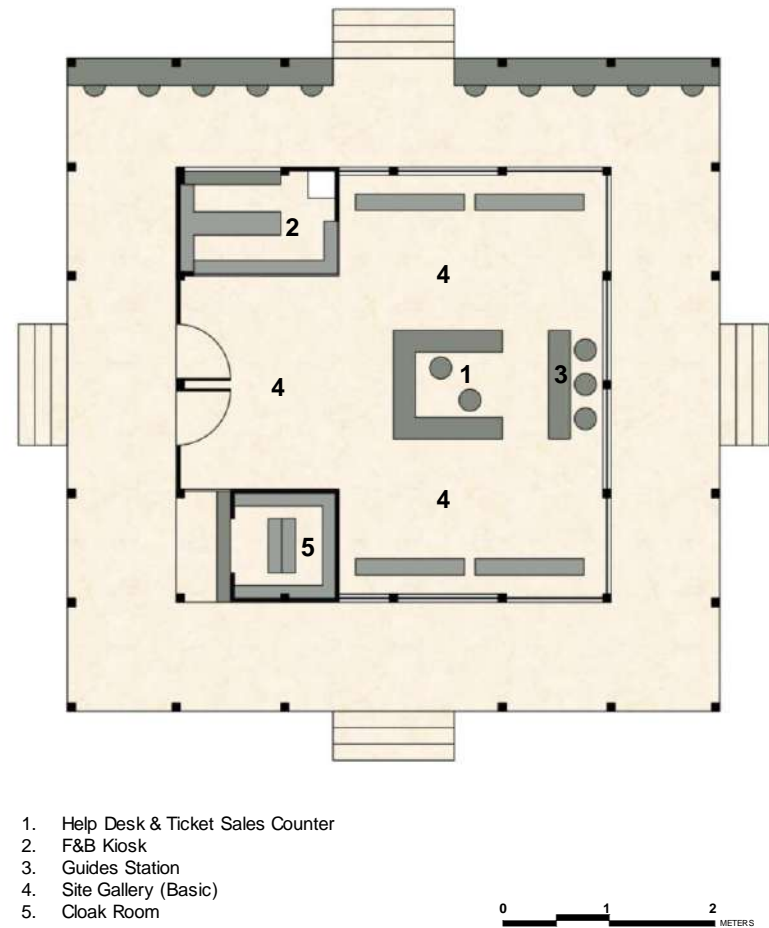 2
4
1
3
4
4
5
1. Help Desk & Ticket Sales Counter
2. F&B Kiosk
3. Guides Station
4. Site Gallery (Basic)
5. Cloak Room
0 1 2
METERS